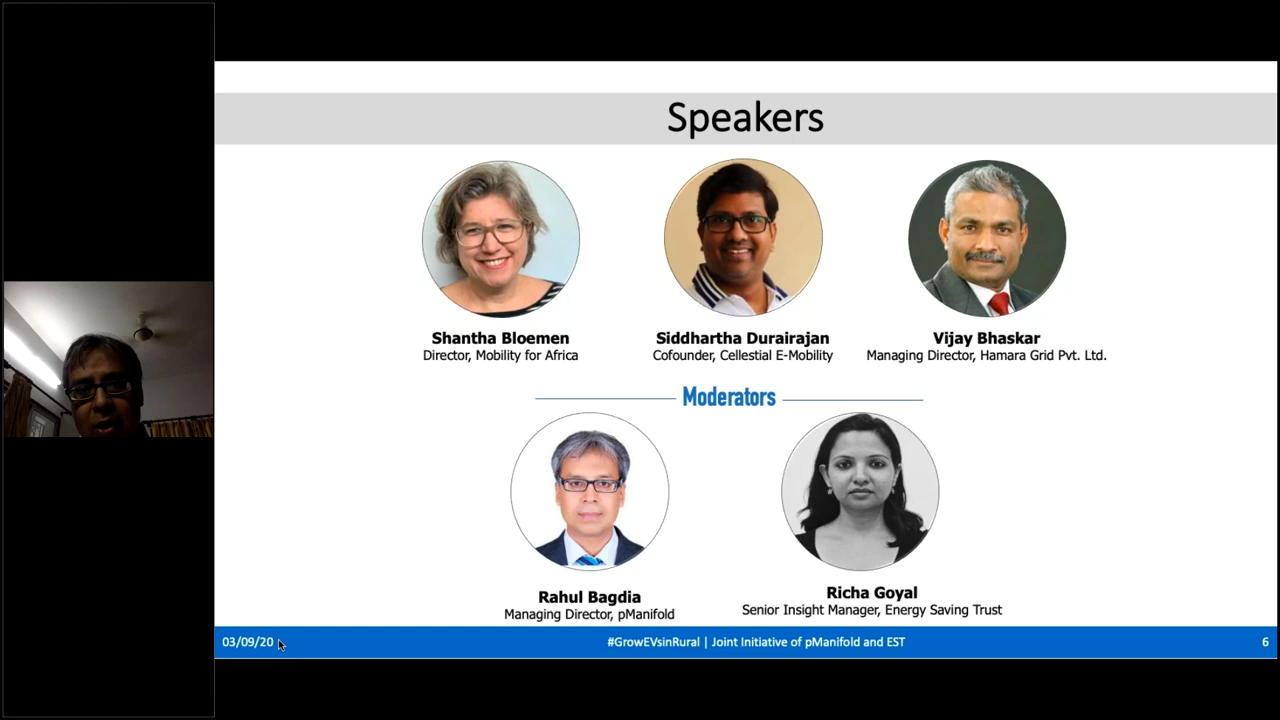 Speakers
Shantha Bloemen
Director, Mobility for Africa
Siddhartha Durairajan
Cofounder, Cellestial E-Mobility
Vijay Bhaskar
Managing Director, Hamara Grid Pvt. Ltd.
Moderators
Rahul Bagdia
Managing Director, pManifold
Richa Goyal
Senior Insight Manager, Energy Saving Trust
03/09/20
#GrowEVsinRural | Joint Initiative of pManifold and EST
6